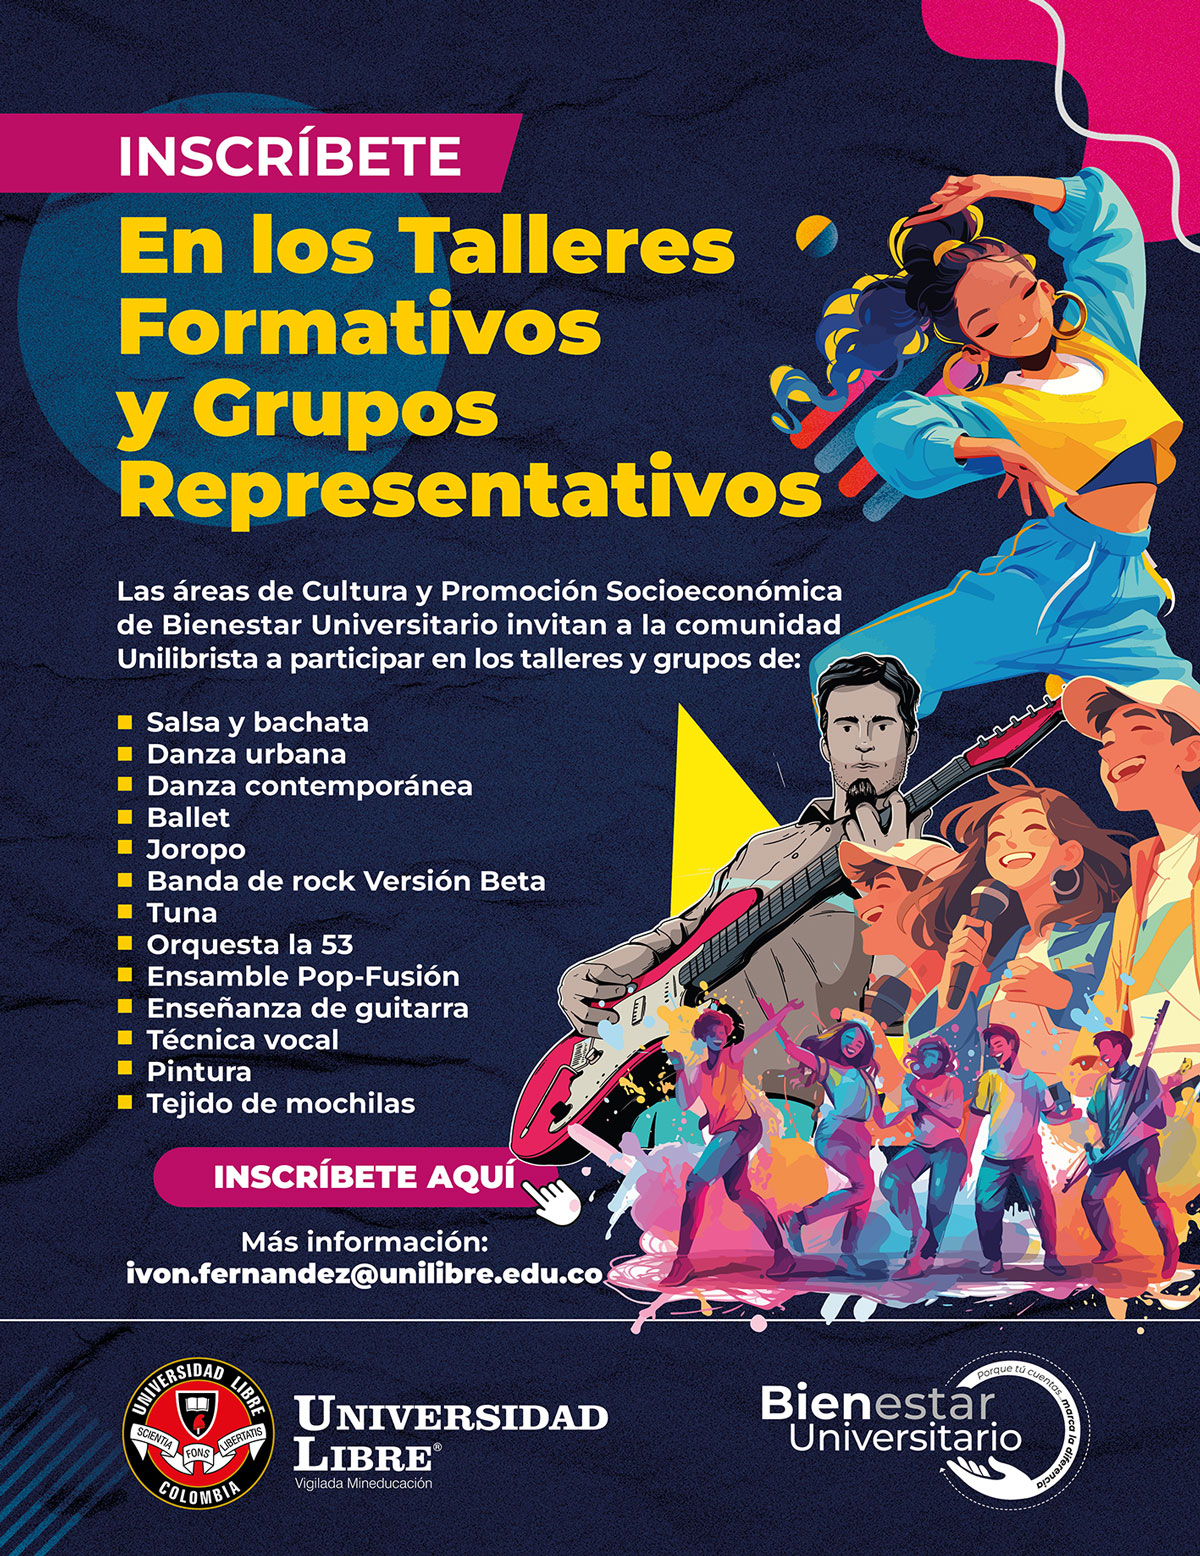 INSCRÍBETE
En los Talleres
Formativos
y Grupos
Representativos
Las áreas de Cultura y Promoción Socioeconómica
de Bienestar Universitario invitan a la comunidad
Unilibrista a participar en los talleres y grupos de:
Salsa y bachata
Danza urbana
Danza contemporánea
Ballet
Joropo
Banda de rock Versión Beta
Tuna
Orquesta la 53
Ensamble Pop-Fusión
Enseñanza de guitarra
Técnica vocal
Pintura
Tejido de mochilas
INSCRÍBETE AQUÍ
Más información:
ivon.fernandez@unilibre.edu.co
UNIVERSIDAD LIBRE
SCIENTIA FONS LIBERTATIS
COLOMBIA
UNIVERSIDAD
LIBRE®
Vigilada Mineducación
Bienestar
Universitario
Porque tú cuentas, marca la diferencia